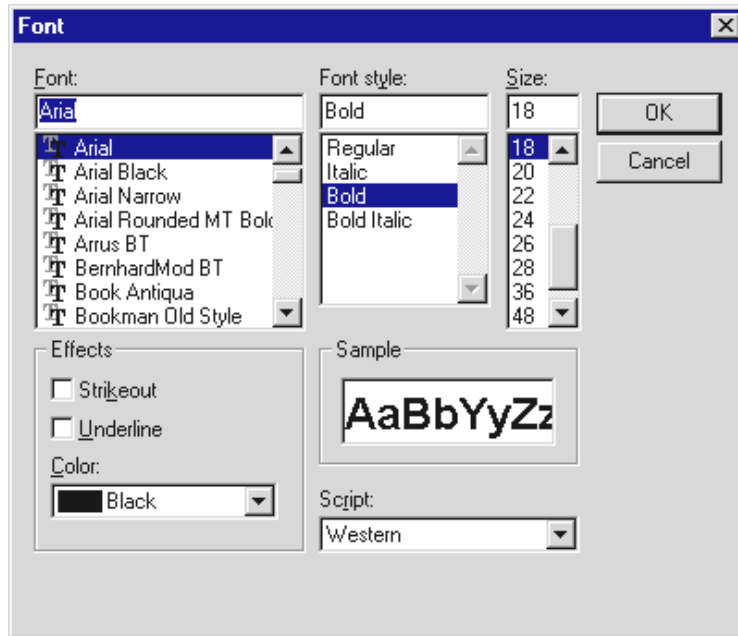 Font
Font:
Arial
Arial
Arial Black
Arial Narrow
Arial Rounded MT Bold
Arrus BT
BernhardMod BT
Book Antiqua
Bookman Old Style
Font style:
Bold
Regular
Italic
Bold
Bold Italic
Size:
18
18
20
22
24
26
28
36
48
OK
Cancel
Effects
Strikeout
Underline
Color:
Black
Sample
AaBbYyZz
Script:
Western